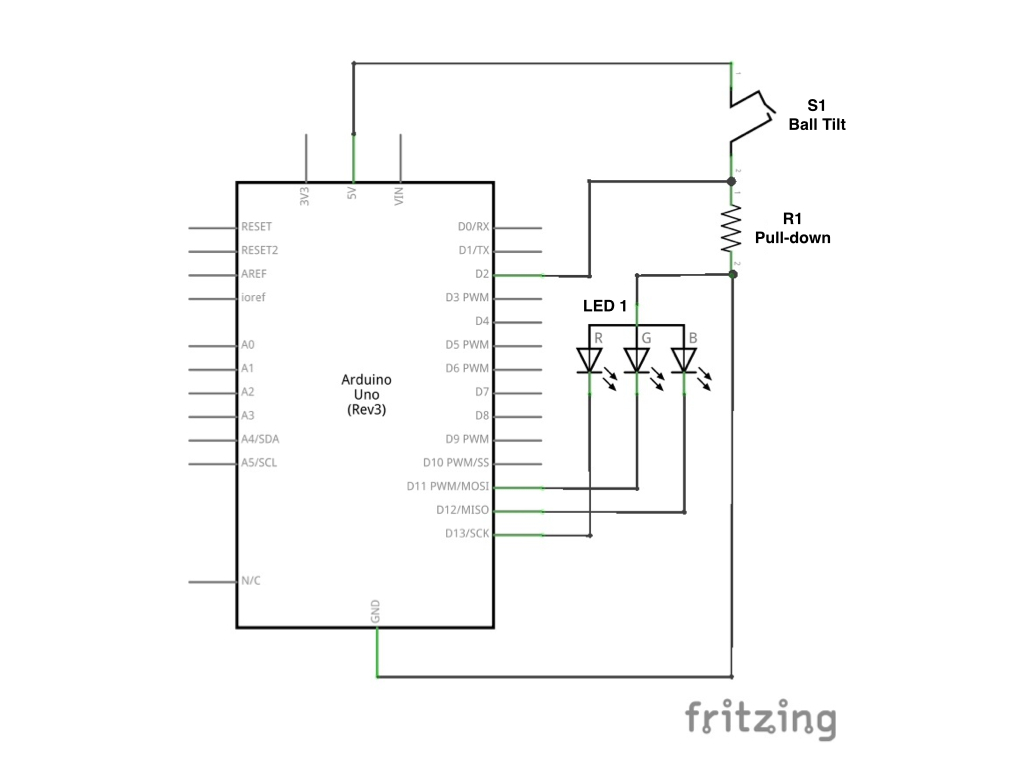 1
S1
Ball Tilt
2
3V3
5V
VIN
1
R1
Pull-down
2
RESET
RESET2
AREF
ioref
A0
A1
A2
A3
A4/SDA
A5/SCL
N/C
Arduino
Uno
(Rev3)
D0/RX
D1/TX
D2
D3 PWM
D4
D5 PWM
D6 PWM
D7
D8
D9 PWM
D10 PWM/SS
D11 PWM/MOSI
D12/MISO
D13/SCK
GND
LED 1
R
G
B
fritzing